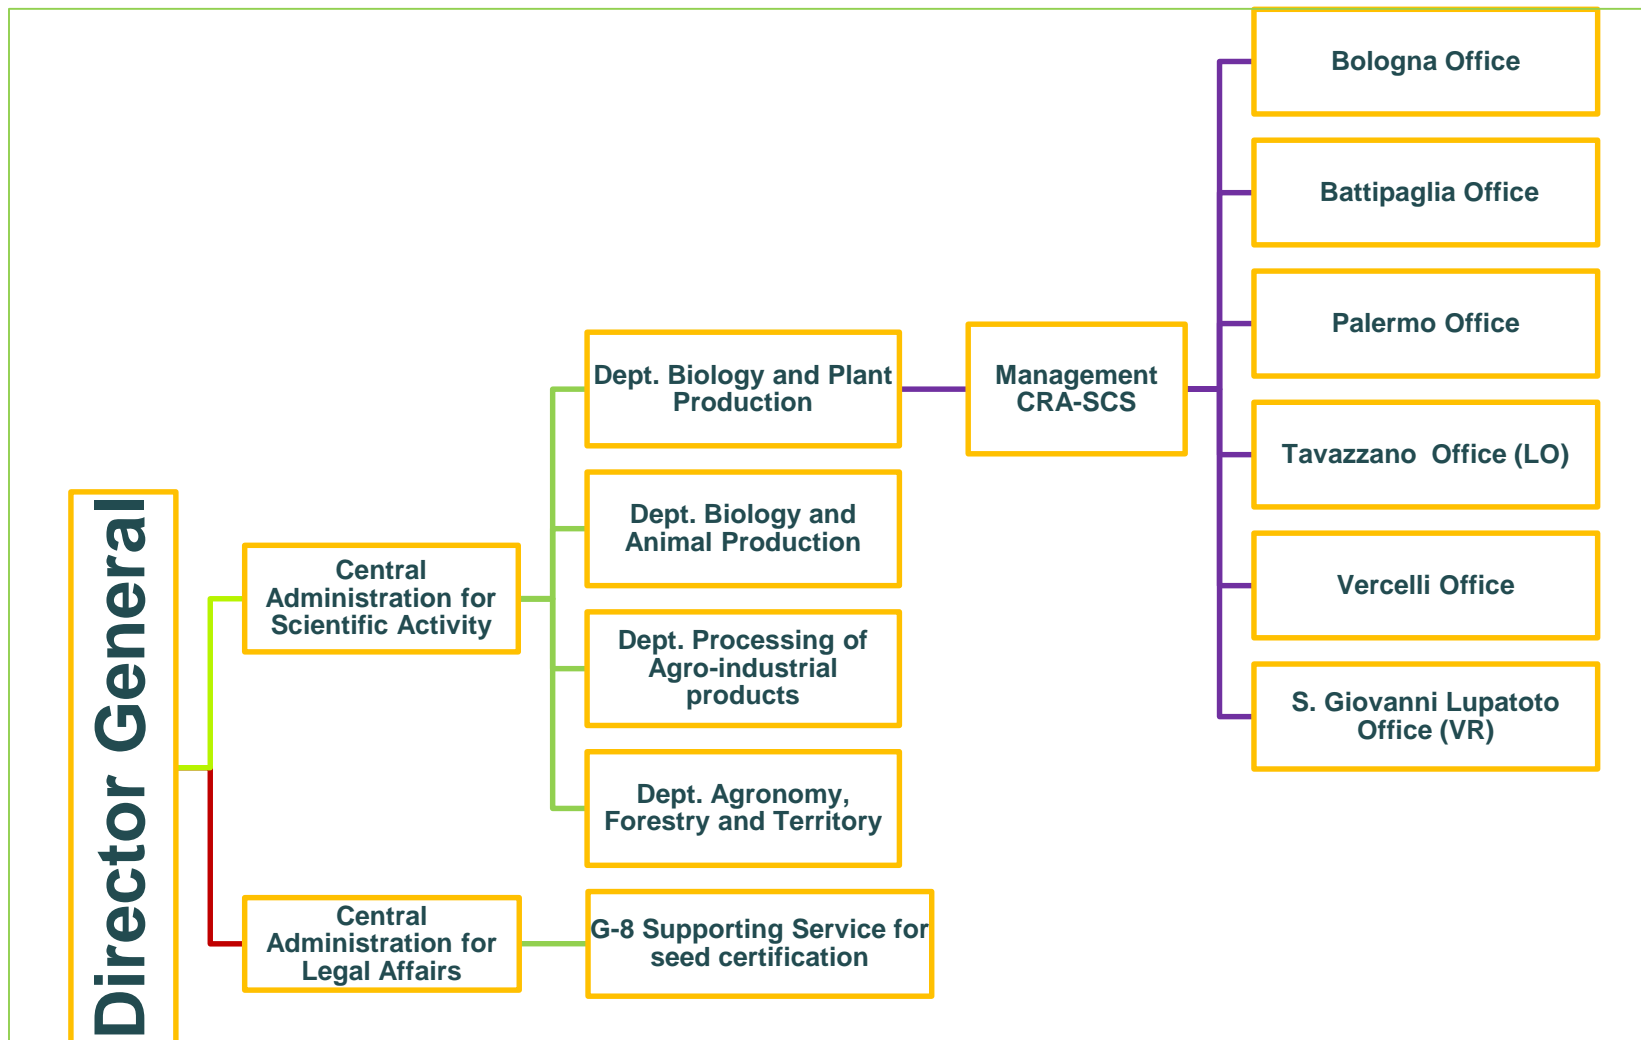 Director General
Central
Administration for
Scientific Activity
Central
Administration for
Legal Affairs
Dept. Biology and Plant
Production
Dept. Biology and
Animal Production
Dept. Processing of
Agro-industrial
products
Dept. Agronomy,
Forestry and Territory
G-8 Supporting Service for
seed certification
Management
CRA-SCS
Bologna Office
Battipaglia Office
Palermo Office
Tavazzano  Office (LO)
Vercelli Office
S. Giovanni Lupatoto
Office (VR)